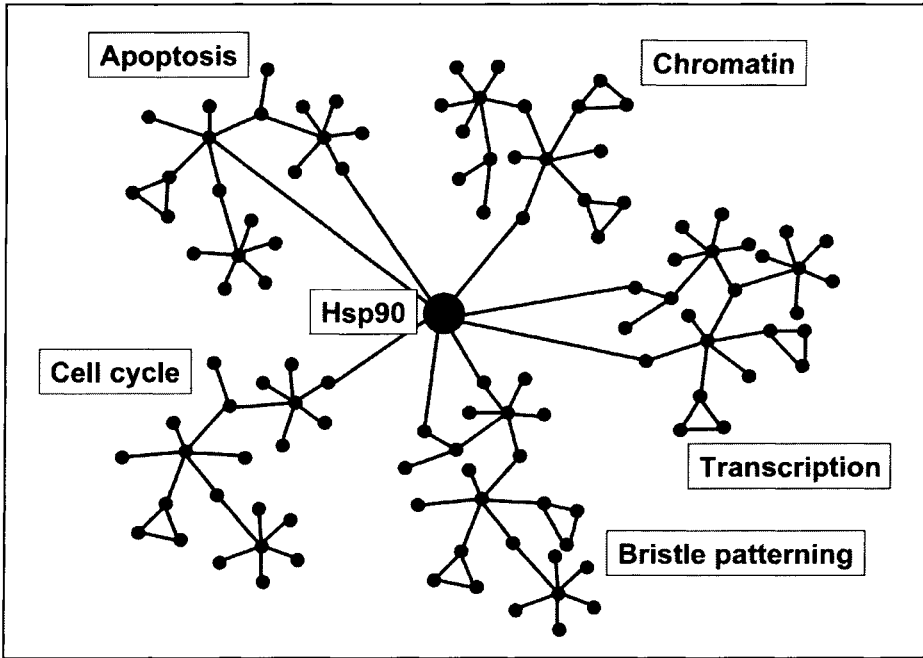 Apoptosis
Chromatin
Hsp90
Cell cycle
Transcription
Bristle patterning